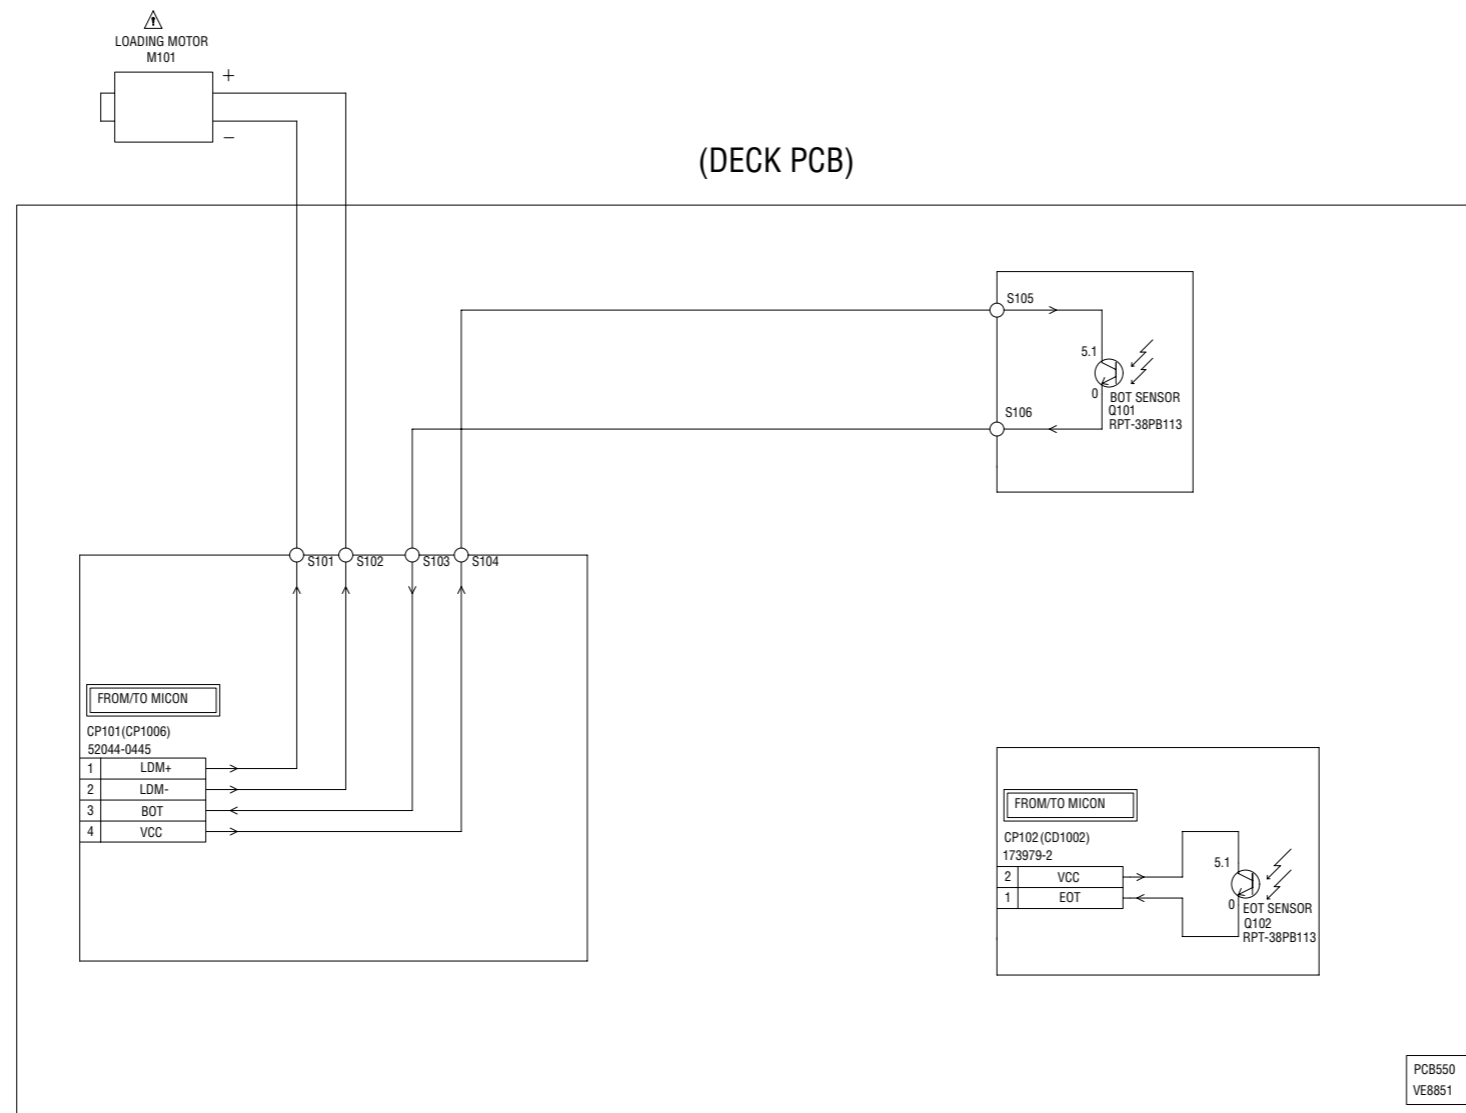 LOADING MOTOR
M101
+
−
(DECK PCB)
S105
5.1
0
BOT SENSOR
Q101
RPT-38PB113
S106
S101
S102
S103
S104
FROM/TO MICON
CP101(CP1006)
52044-0445
1 LDM+
2 LDM-
3 BOT
4 VCC
FROM/TO MICON
CP102(CD1002)
173979-2
2 VCC
1 EOT
5.1
0
EOT SENSOR
Q102
RPT-38PB113
PCB550
VE8851